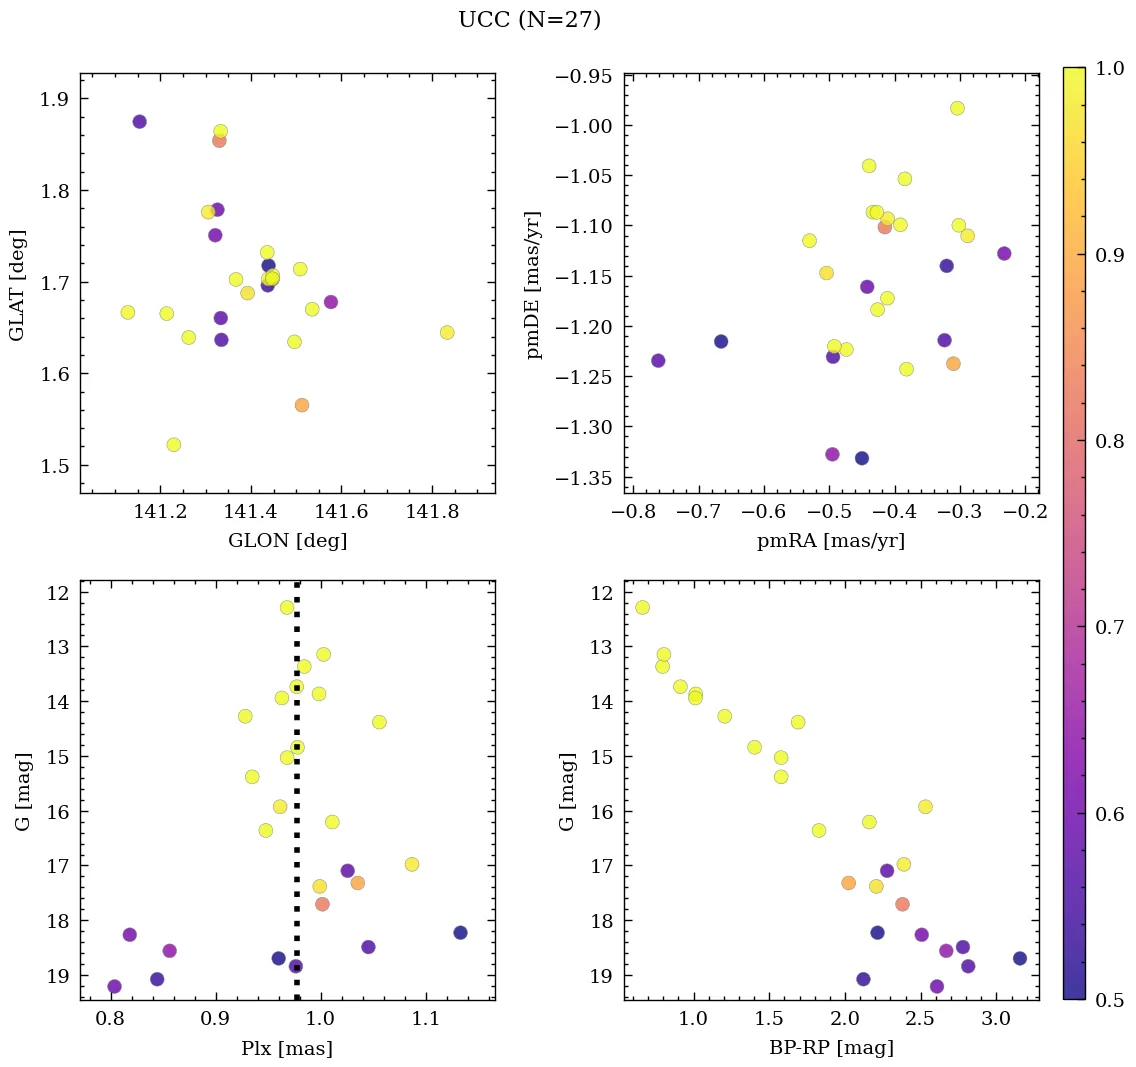 UCC (N=27)
1.9
1.8
1.7
1.6
1.5
GLAT [deg]
141.2 141.4 141.6 141.8
GLON [deg]
−0.95
−1.00
−1.05
−1.10
−1.15
−1.20
−1.25
−1.30
−1.35
pmDE [mas/yr]
−0.8 −0.7 −0.6 −0.5 −0.4 −0.3 −0.2
pmRA [mas/yr]
12
13
14
15
16
17
18
19
G [mag]
0.8 0.9 1.0 1.1
Plx [mas]
12
13
14
15
16
17
18
19
G [mag]
1.0 1.5 2.0 2.5 3.0
BP-RP [mag]
1.0
0.9
0.8
0.7
0.6
0.5